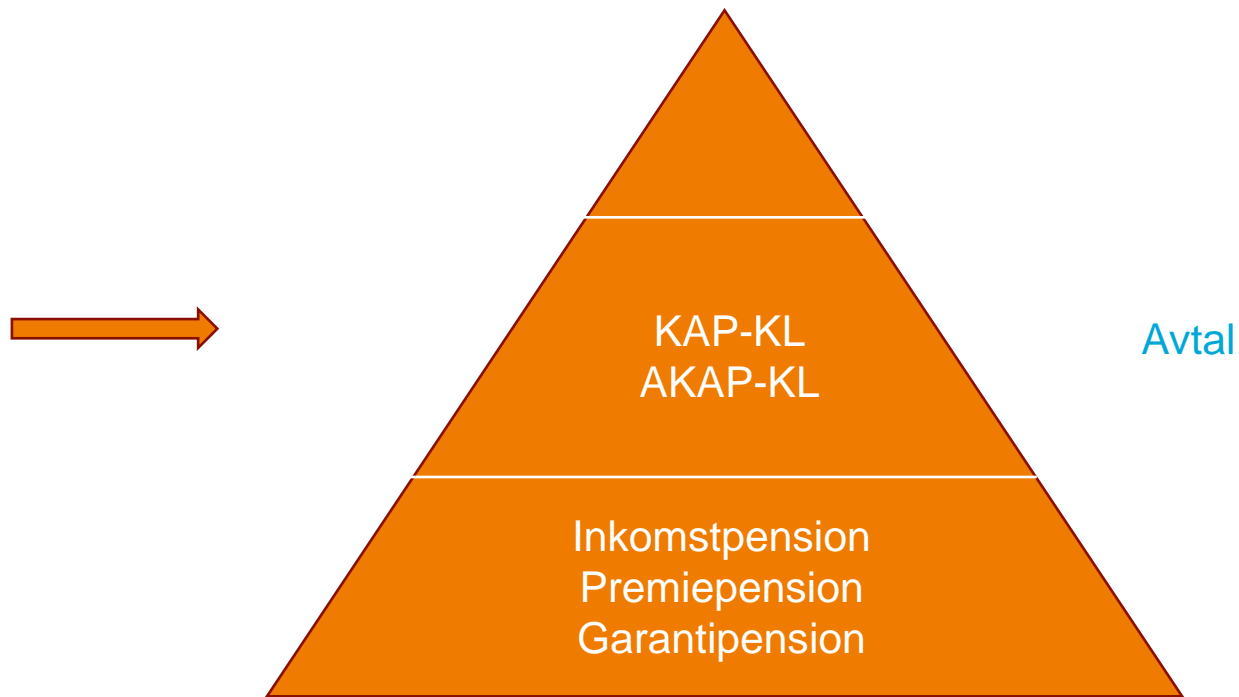 KAP-KL
AKAP-KL
Avtal
Inkomstpension
Premiepension
Garantipension